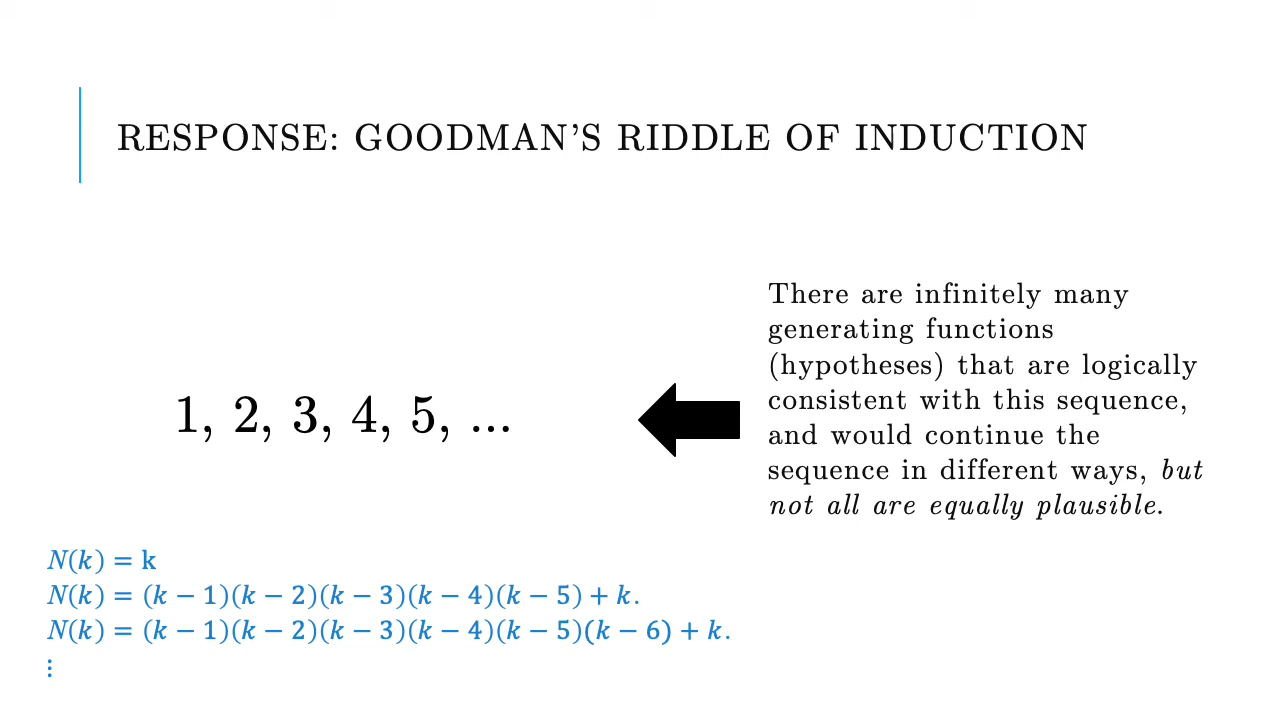 RESPONSE: GOODMAN’S RIDDLE OF INDUCTION
1, 2, 3, 4, 5, ...
There are infinitely many
generating functions
(hypotheses) that are logically
consistent with this sequence,
and would continue the
sequence in different ways, but
not all are equally plausible.
N(k) = k
N(k) = (k − 1)(k − 2)(k − 3)(k − 4)(k − 5) + k.
N(k) = (k − 1)(k − 2)(k − 3)(k − 4)(k − 5)(k − 6) + k.
⋮